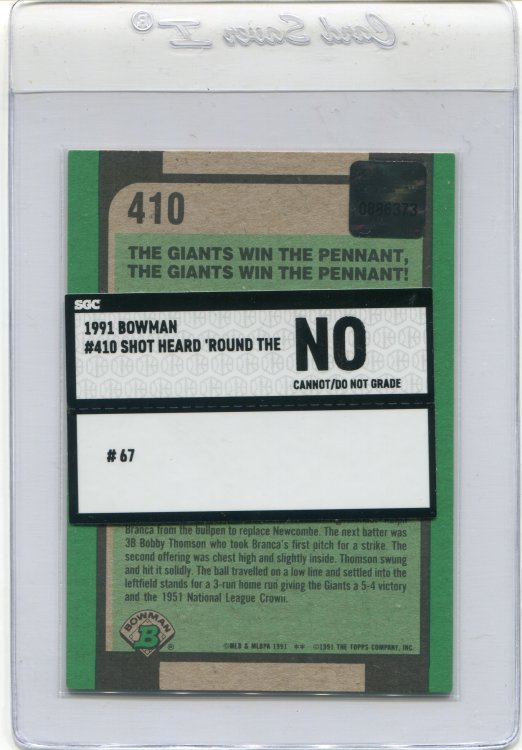 Card Saver I®
410
0886373
THE GIANTS WIN THE PENNANT,
THE GIANTS WIN THE PENNANT!
SGC
1991 BOWMAN
#410 SHOT HEARD 'ROUND THE
NO
CANNOT/DO NOT GRADE
# 67
Branca from the bullpen to replace Newcombe. The next batter was
3B Bobby Thomson who took Branca's first pitch for a strike. The
second offering was chest high and slightly inside. Thomson swung
and hit it solidly. The ball travelled on a low line and settled into the
leftfield stands for a 3-run home run giving the Giants a 5-4 victory
and the 1951 National League Crown.
BOWMAN
B®
©MLB & MLBPA 1991 ** ©1991 THE TOPPS COMPANY, INC.